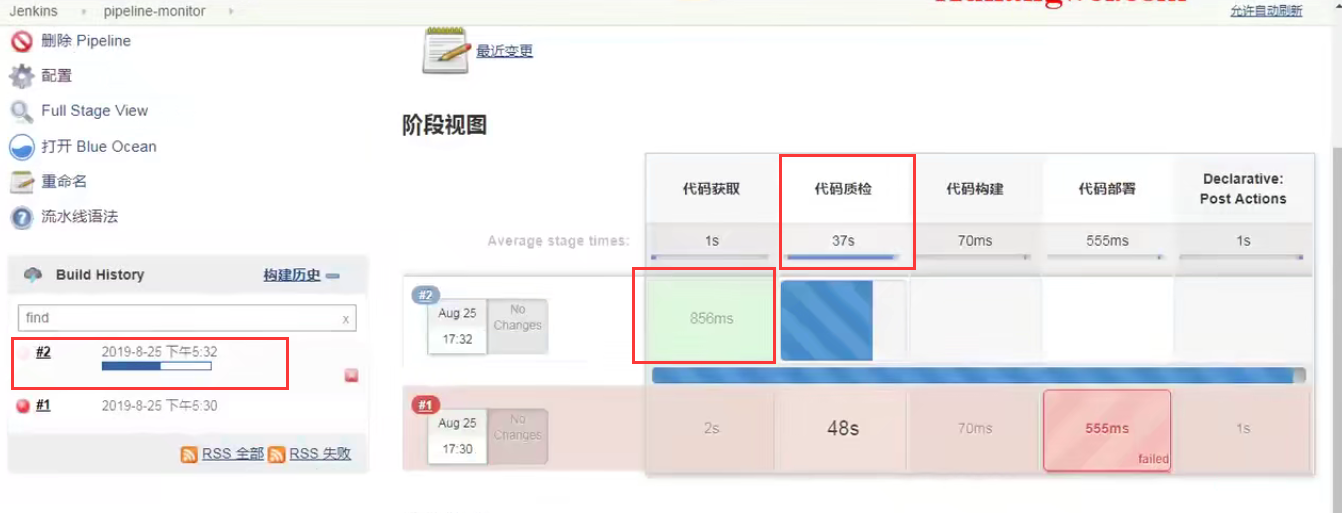 Jenkins
pipeline-monitor
允许自动刷新
删除 Pipeline
配置
Full Stage View
打开 Blue Ocean
重命名
流水线语法
Build History
构建历史
find
x
#2
2019-8-25 下午5:32
#1
2019-8-25 下午5:30
RSS 全部
RSS 失败
最近变更
阶段视图
代码获取
代码质检
代码构建
代码部署
Declarative:
Post Actions
Average stage times:
1s
37s
70ms
555ms
1s
#2
Aug 25
17:32
No
Changes
856ms
#1
Aug 25
17:30
No
Changes
2s
48s
70ms
555ms
failed
1s